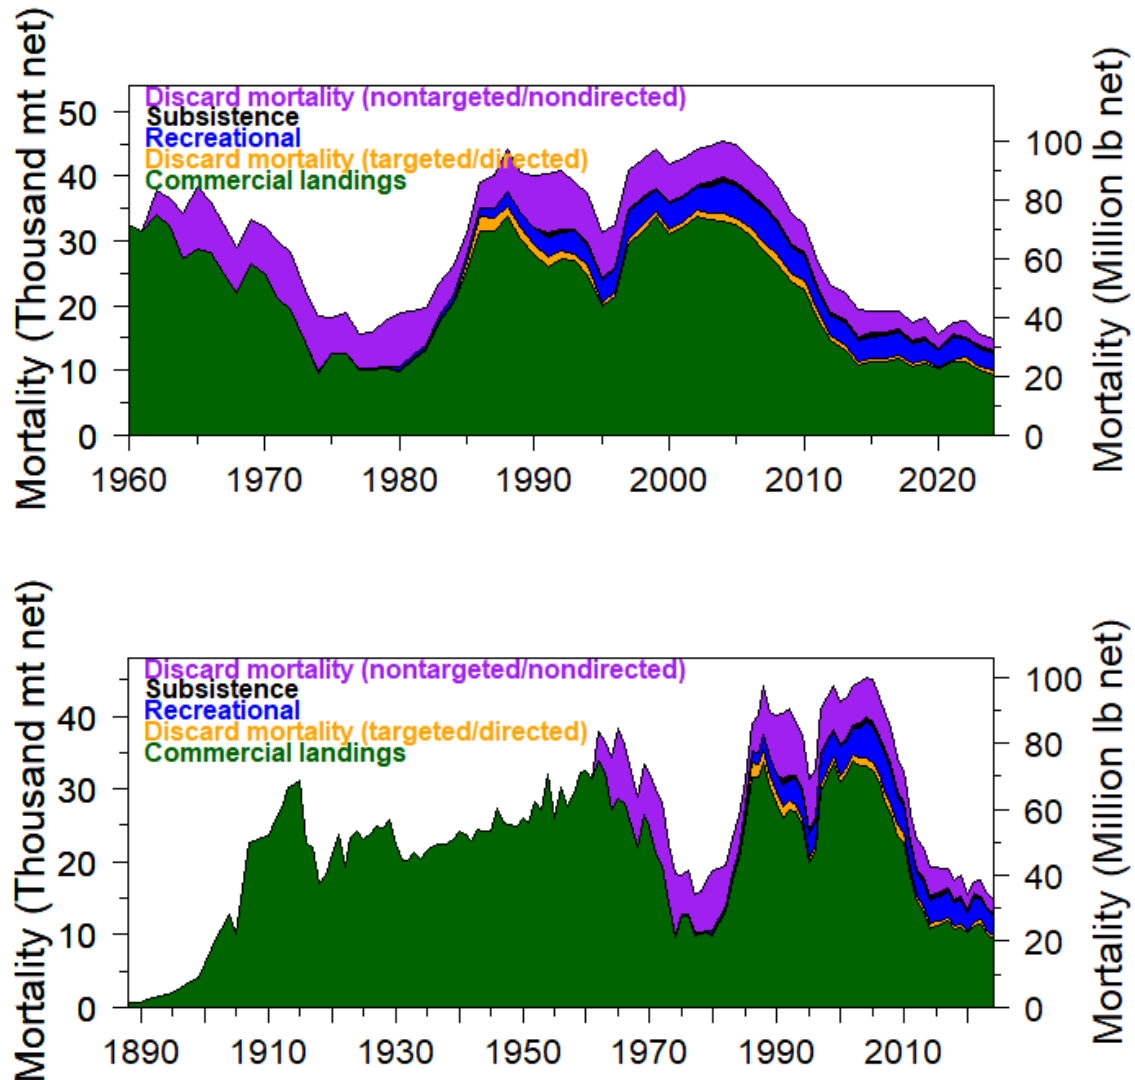 Mortality (Thousand mt net)
50
40
30
20
10
0
Discard mortality (nontargeted/nondirected)
Subsistence
Recreational
Discard mortality (targeted/directed)
Commercial landings
100
80
60
40
20
0
Mortality (Million lb net)
1960 1970 1980 1990 2000 2010 2020
Mortality (Thousand mt net)
40
30
20
10
0
Discard mortality (nontargeted/nondirected)
Subsistence
Recreational
Discard mortality (targeted/directed)
Commercial landings
100
80
60
40
20
0
Mortality (Million lb net)
1890 1910 1930 1950 1970 1990 2010